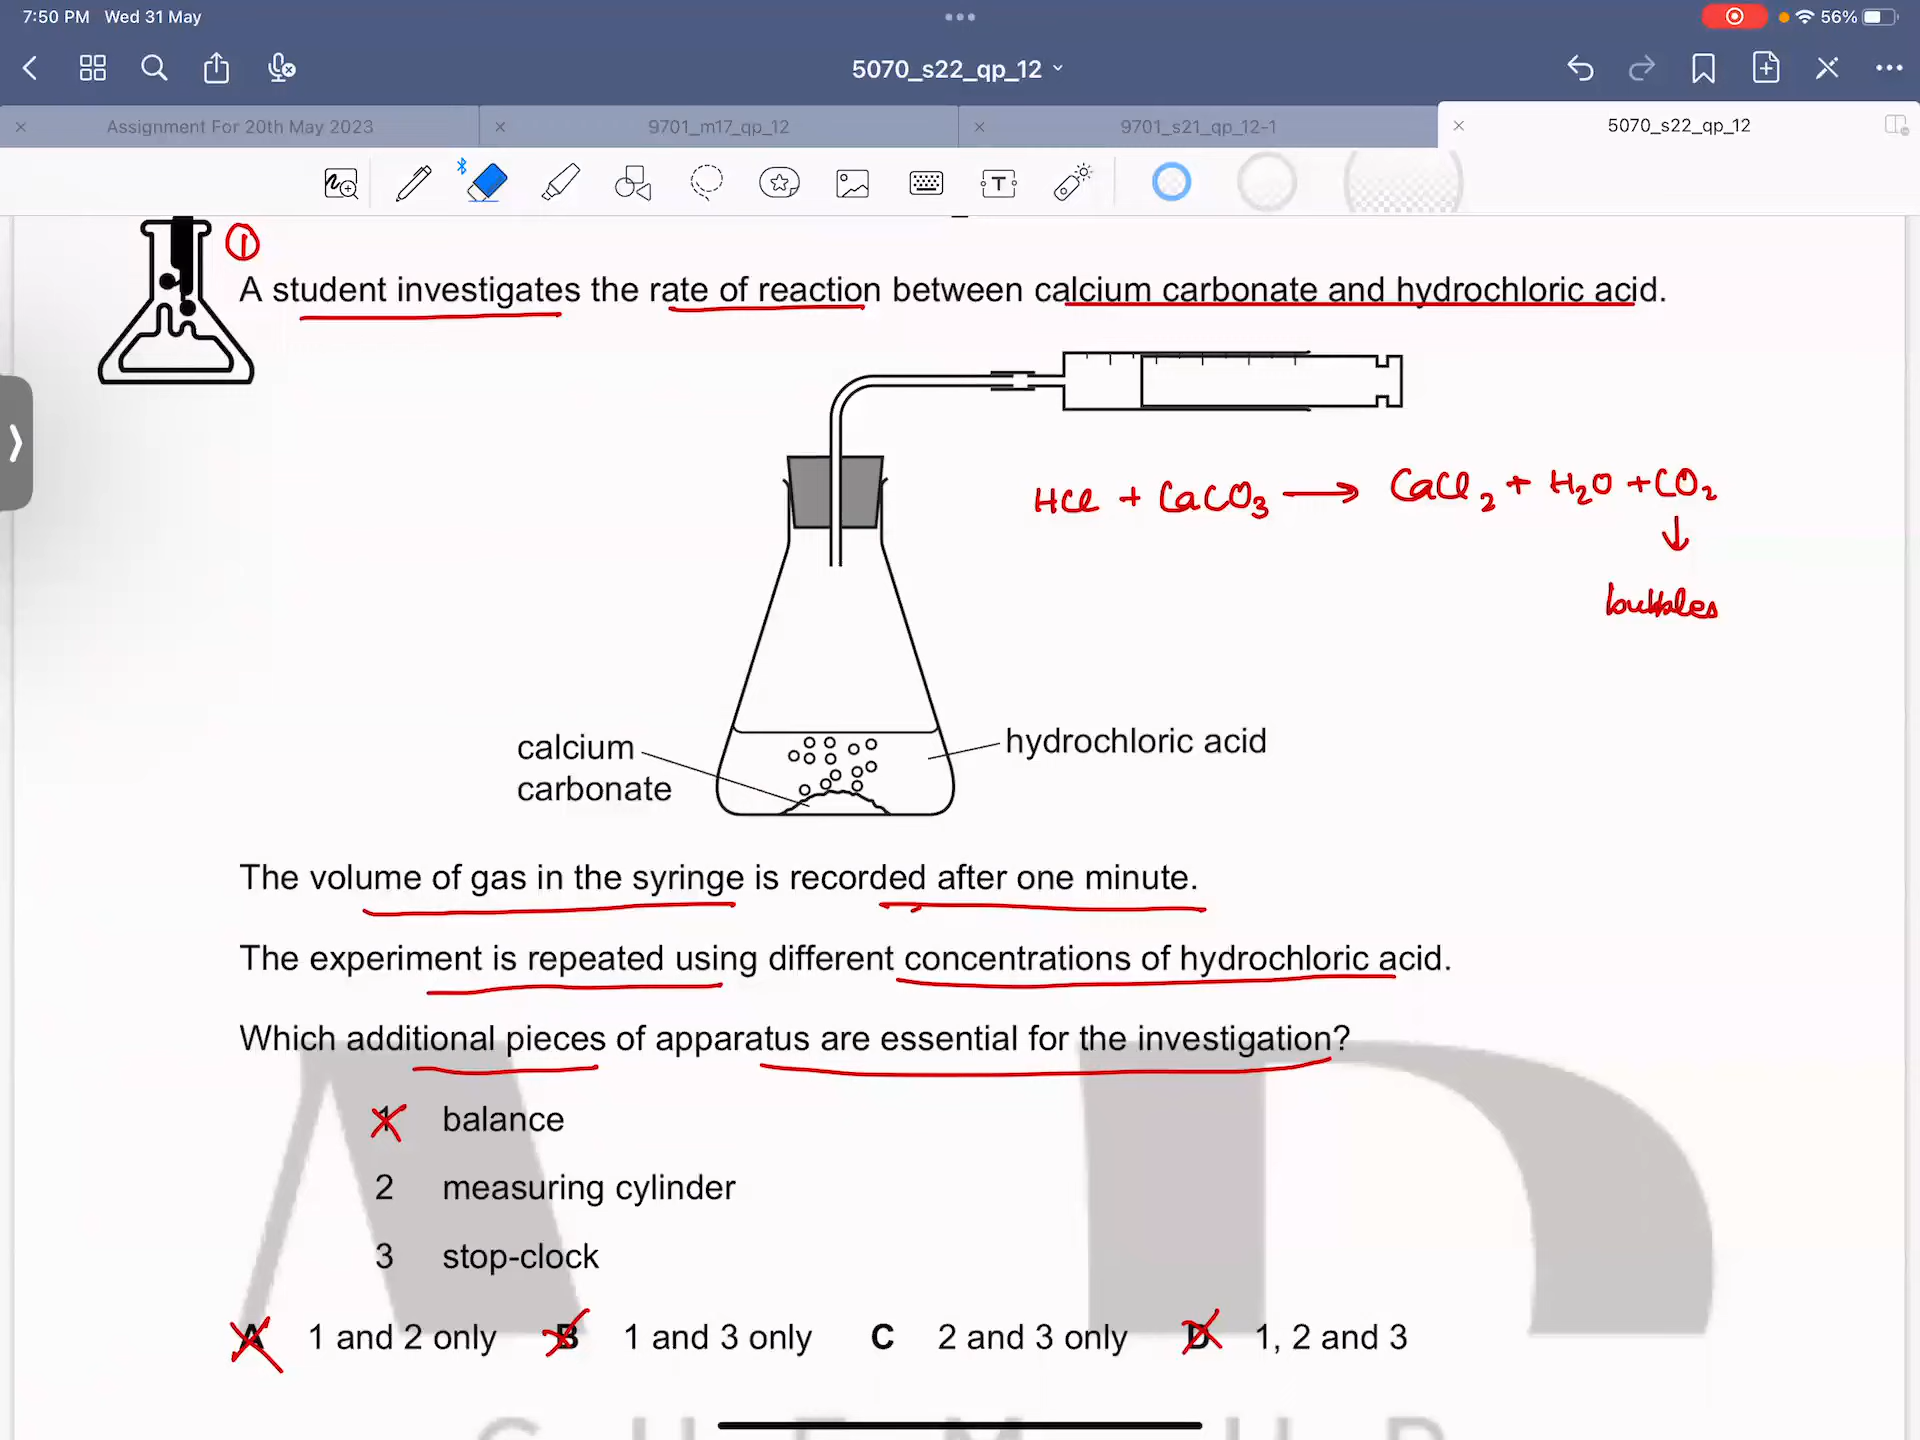 7:50 PM Wed 31 May
56%
5070_s22_qp_12
Assignment For 20th May 2023
9701_m17_qp_12
9701_s21_qp_12-1
5070_s22_qp_12
1
A student investigates the rate of reaction between calcium carbonate and hydrochloric acid.
HCl + CaCO3 → CaCl2 + H2O + CO2
↓
bubbles
calcium
carbonate
hydrochloric acid
The volume of gas in the syringe is recorded after one minute.
The experiment is repeated using different concentrations of hydrochloric acid.
Which additional pieces of apparatus are essential for the investigation?
1 balance
2 measuring cylinder
3 stop-clock
A 1 and 2 only B 1 and 3 only C 2 and 3 only D 1, 2 and 3